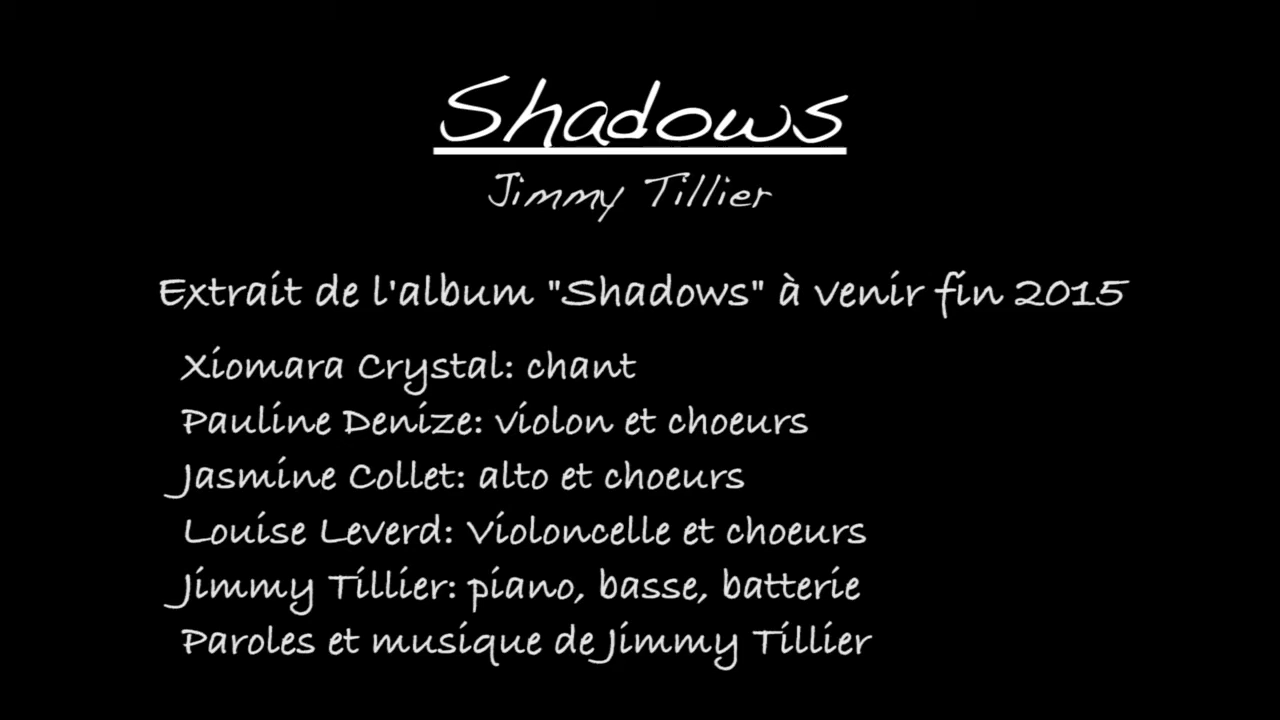 Shadows
Jimmy Tillier
Extrait de l'album "Shadows" à venir fin 2015
Xiomara Crystal: chant
Pauline Denize: violon et choeurs
Jasmine Collet: alto et choeurs
Louise Leverd: Violoncelle et choeurs
Jimmy Tillier: piano, basse, batterie
Paroles et musique de Jimmy Tillier